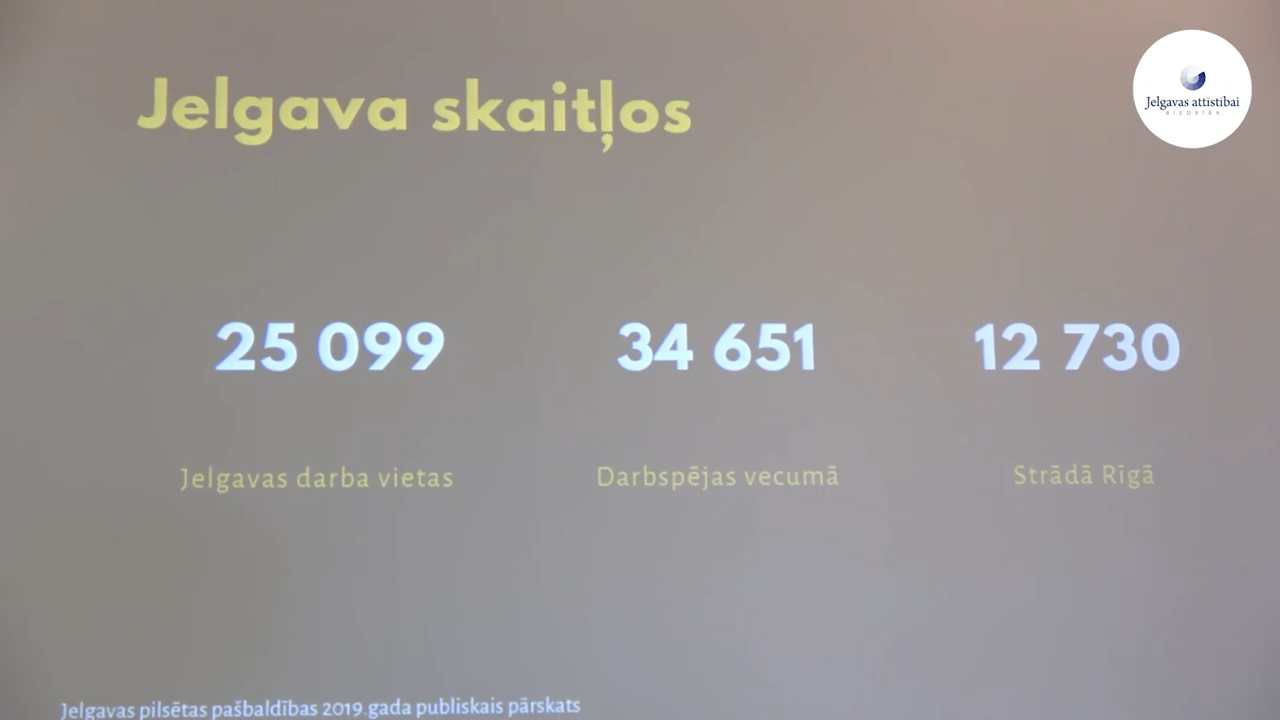 Jelgava skaitļos
Jelgavas attīstībai
BIEDRĪBA
25 099
34 651
12 730
Jelgavas darba vietas
Darbspējas vecumā
Strādā Rīgā
Jelgavas pilsētas pašbaldības 2019.gada publiskais pārskats